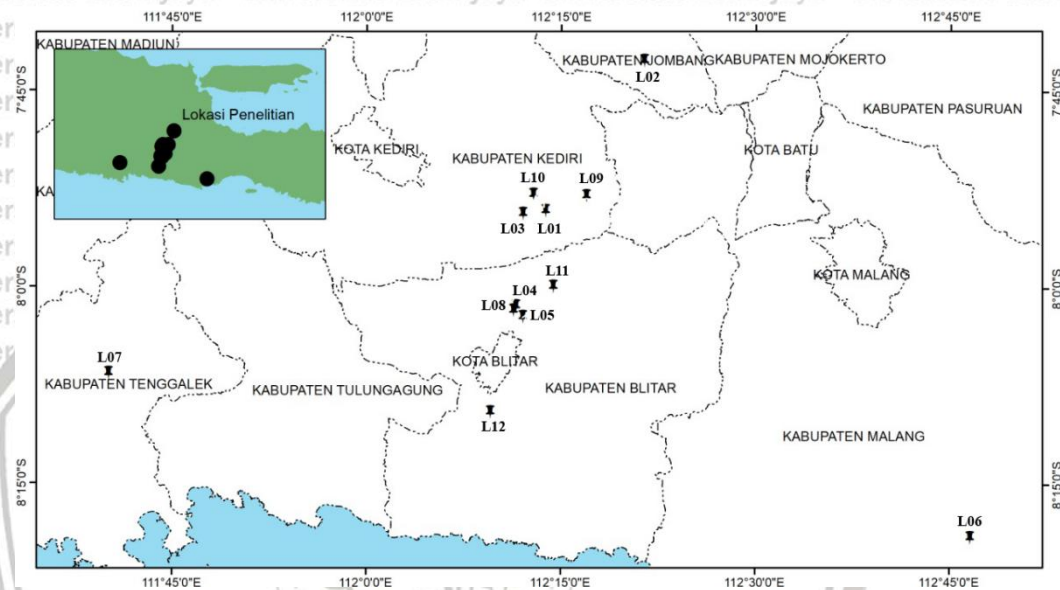 111°45'0"E 112°0'0"E 112°15'0"E 112°30'0"E 112°45'0"E
KABUPATEN MADIUN
KABUPATEN JOMBANG
KABUPATEN MOJOKERTO
L02
7°45'0"S
7°45'0"S
KABUPATEN PASURUAN
Lokasi Penelitian
KOTA KEDIRI
KABUPATEN KEDIRI
KOTA BATU
KA
L10
L09
L03
L01
8°0'0"S
8°0'0"S
KOTA MALANG
L11
L04
L08
L05
L07
KABUPATEN TENGGALEK
KOTA BLITAR
KABUPATEN TULUNGAGUNG
KABUPATEN BLITAR
L12
KABUPATEN MALANG
8°15'0"S
8°15'0"S
L06
111°45'0"E 112°0'0"E 112°15'0"E 112°30'0"E 112°45'0"E